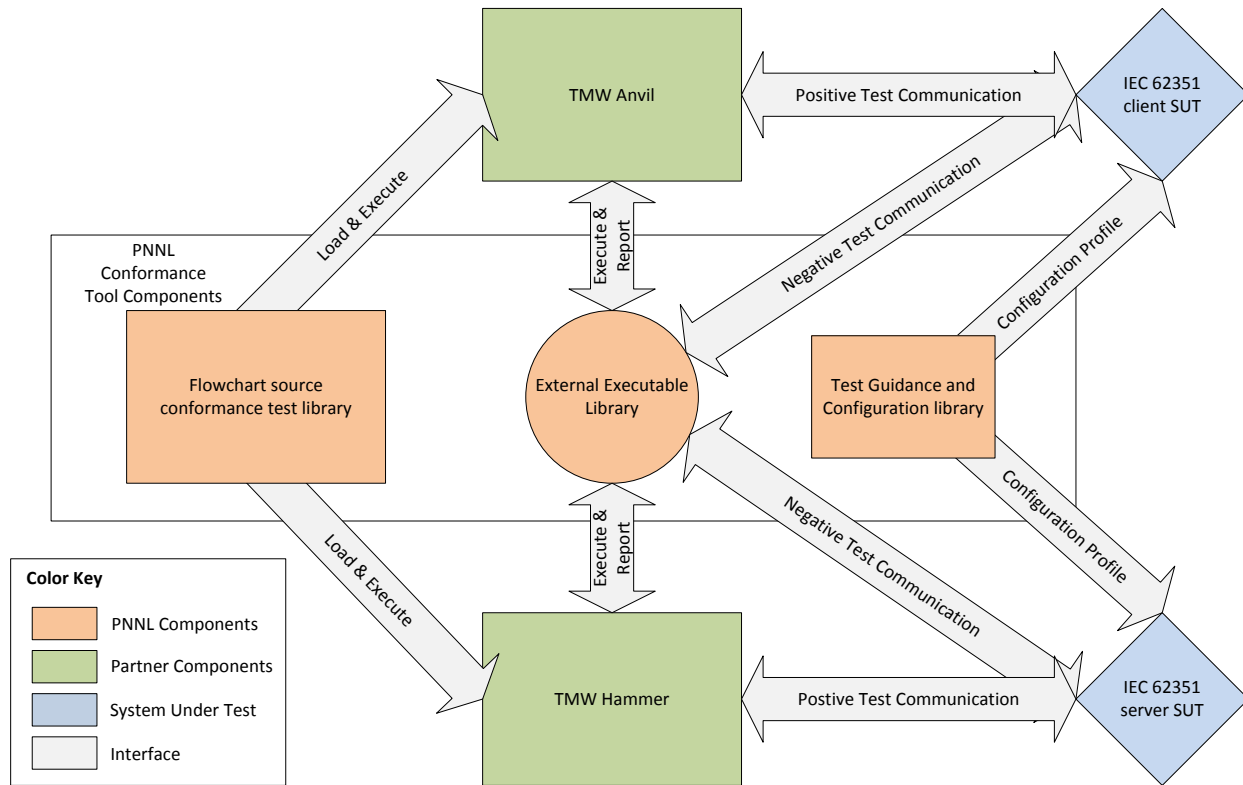 TMW Anvil
Positive Test Communication
IEC 62351
client SUT
Load & Execute
Execute &
Report
Negative Test Communication
Configuration Profile
PNNL
Conformance
Tool Components
Flowchart source
conformance test library
External Executable
Library
Test Guidance and
Configuration library
Load & Execute
Execute &
Report
Negative Test Communication
Configuration Profile
Color Key
PNNL Components
Partner Components
System Under Test
Interface
TMW Hammer
Postive Test Communication
IEC 62351
server SUT